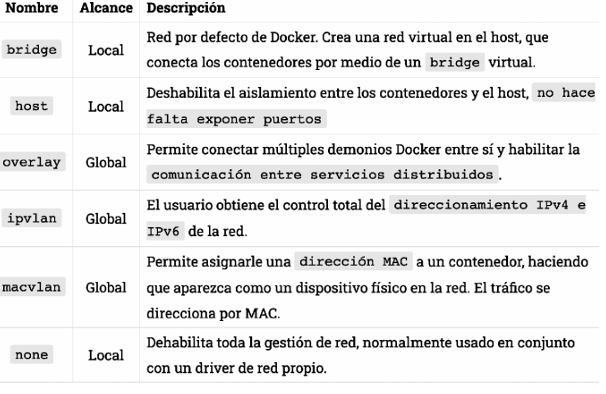 Nombre Alcance Descripción
bridge Local Red por defecto de Docker. Crea una red virtual en el host, que
conecta los contenedores por medio de un bridge virtual.
host Local Deshabilita el aislamiento entre los contenedores y el host, no hace
falta exponer puertos
overlay Global Permite conectar múltiples demonios Docker entre sí y habilitar la
comunicación entre servicios distribuidos.
ipvlan Global El usuario obtiene el control total del direccionamiento IPv4 e
IPv6 de la red.
macvlan Global Permite asignarle una dirección MAC a un contenedor, haciendo
que aparezca como un dispositivo físico en la red. El tráfico se
direcciona por MAC.
none Local Dehabilita toda la gestión de red, normalmente usado en conjunto
con un driver de red propio.